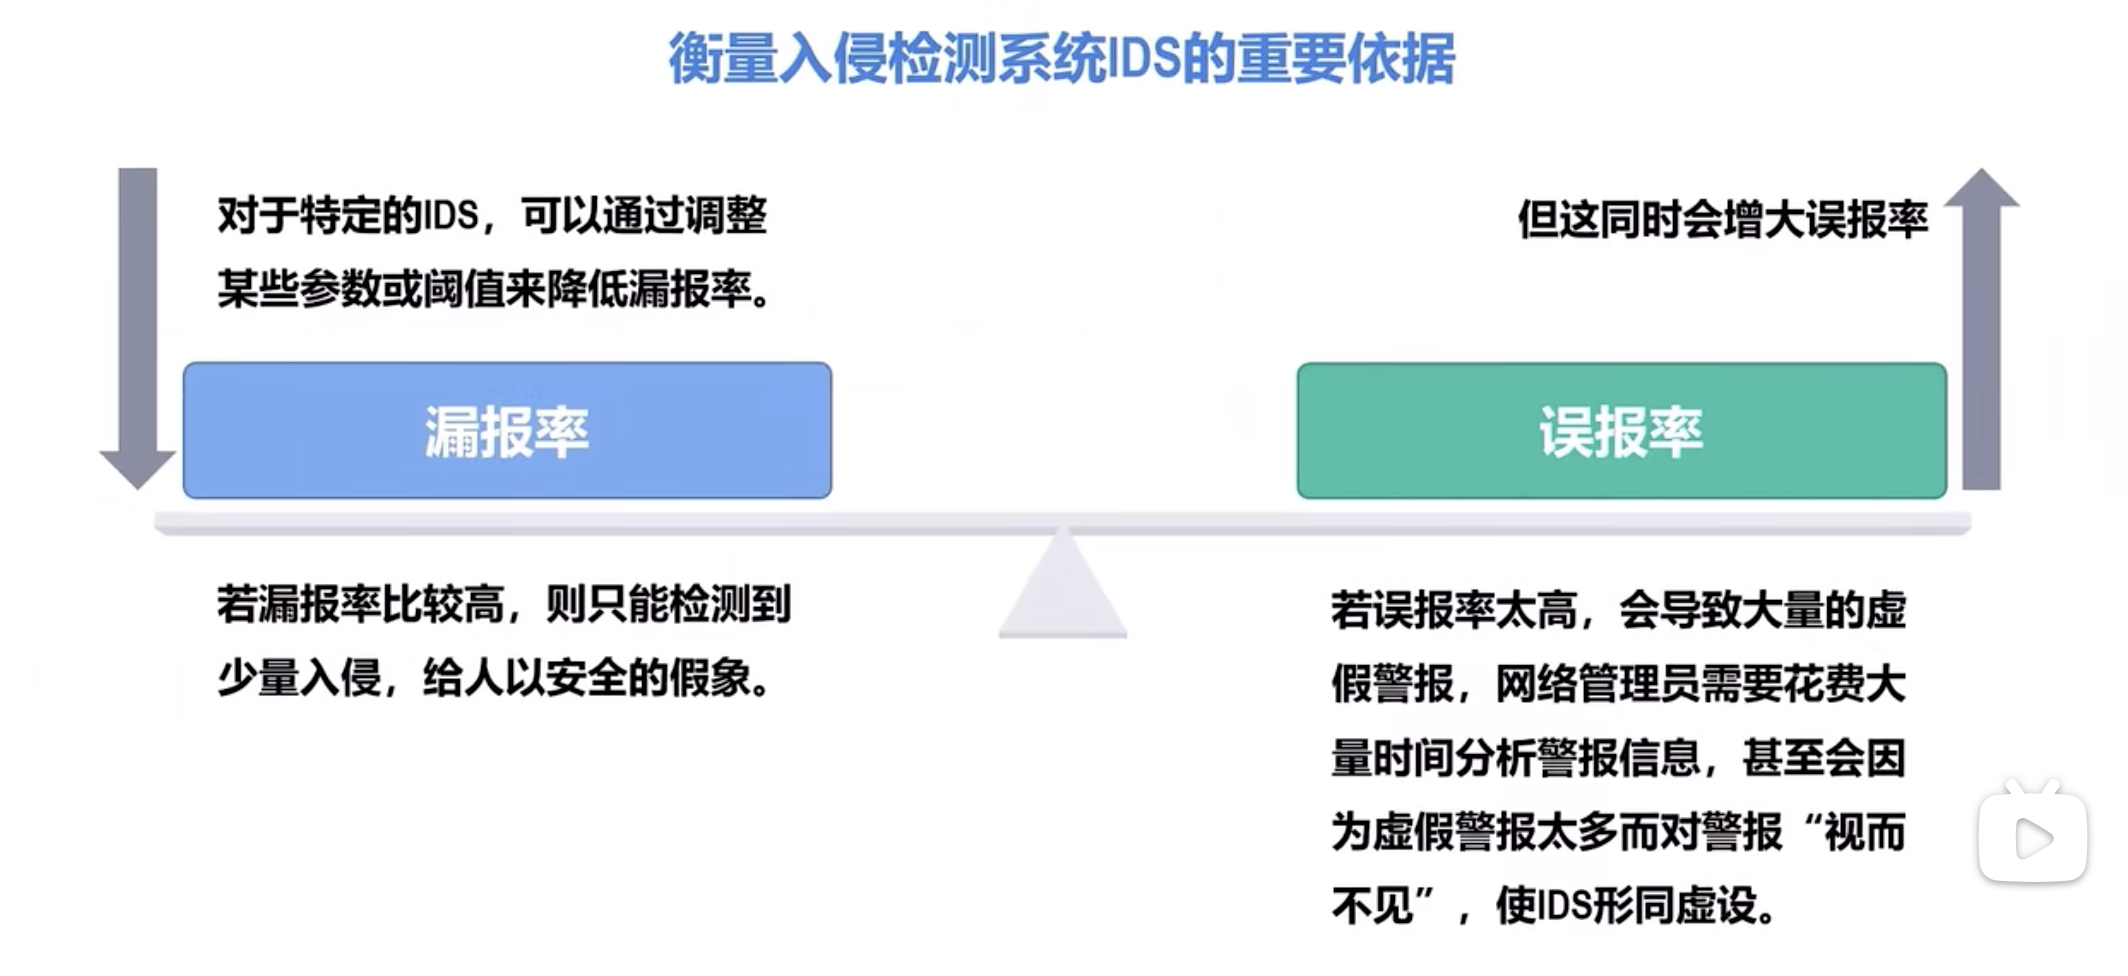 衡量入侵检测系统IDS的重要依据
对于特定的IDS，可以通过调整
某些参数或阈值来降低漏报率。
但这同时会增大误报率
漏报率
误报率
若漏报率比较高，则只能检测到
少量入侵，给人以安全的假象。
若误报率太高，会导致大量的虚
假警报，网络管理员需要花费大
量时间分析警报信息，甚至会因
为虚假警报太多而对警报“视而
不见”，使IDS形同虚设。